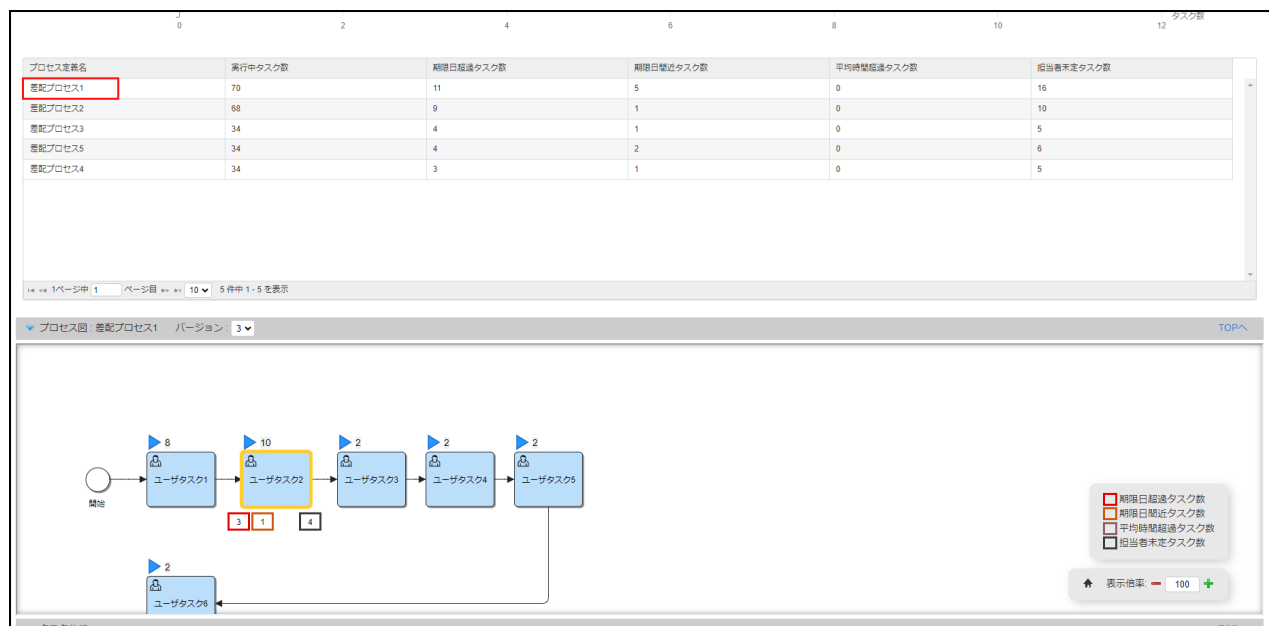 タスク数
0 2 4 6 8 10 12
プロセス定義名 実行中タスク数 期限日超過タスク数 期限日間近タスク数 平均時間超過タスク数 担当者未定タスク数
差配プロセス1 70 11 5 0 16
差配プロセス2 68 9 1 0 10
差配プロセス3 34 4 1 0 5
差配プロセス5 34 4 2 0 6
差配プロセス4 34 3 1 0 5
1ページ中 1 ページ目 10 5 件中 1 - 5 を表示
プロセス図 : 差配プロセス1 バージョン : 3 TOPへ
8 10 2 2 2
ユーザタスク1 ユーザタスク2 ユーザタスク3 ユーザタスク4 ユーザタスク5
開始
3 1 4
期限日超過タスク数
期限日間近タスク数
平均時間超過タスク数
担当者未定タスク数
2
ユーザタスク6
表示倍率: 100